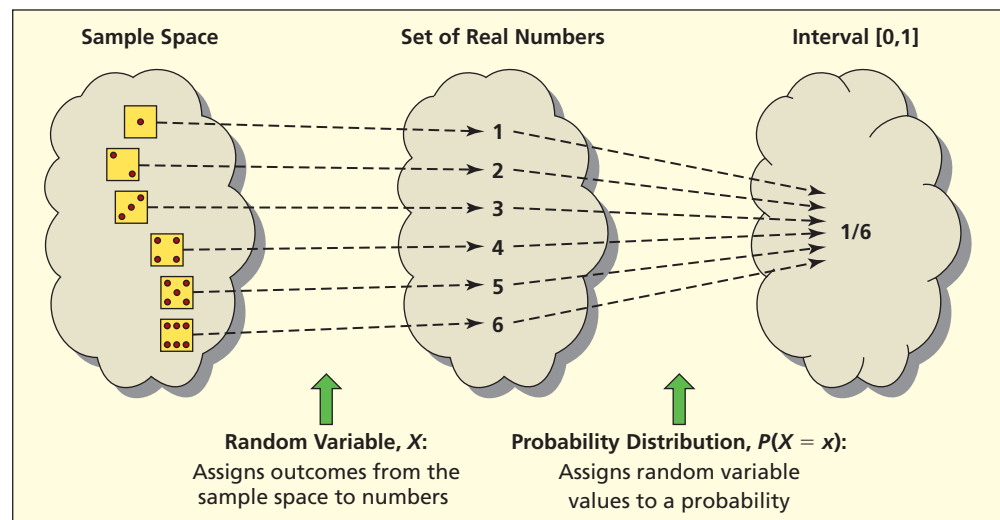 Sample Space
Set of Real Numbers
Interval [0,1]
1
2
3
4
5
6
1/6
Random Variable, X:
Assigns outcomes from the
sample space to numbers
Probability Distribution, P(X = x):
Assigns random variable
values to a probability